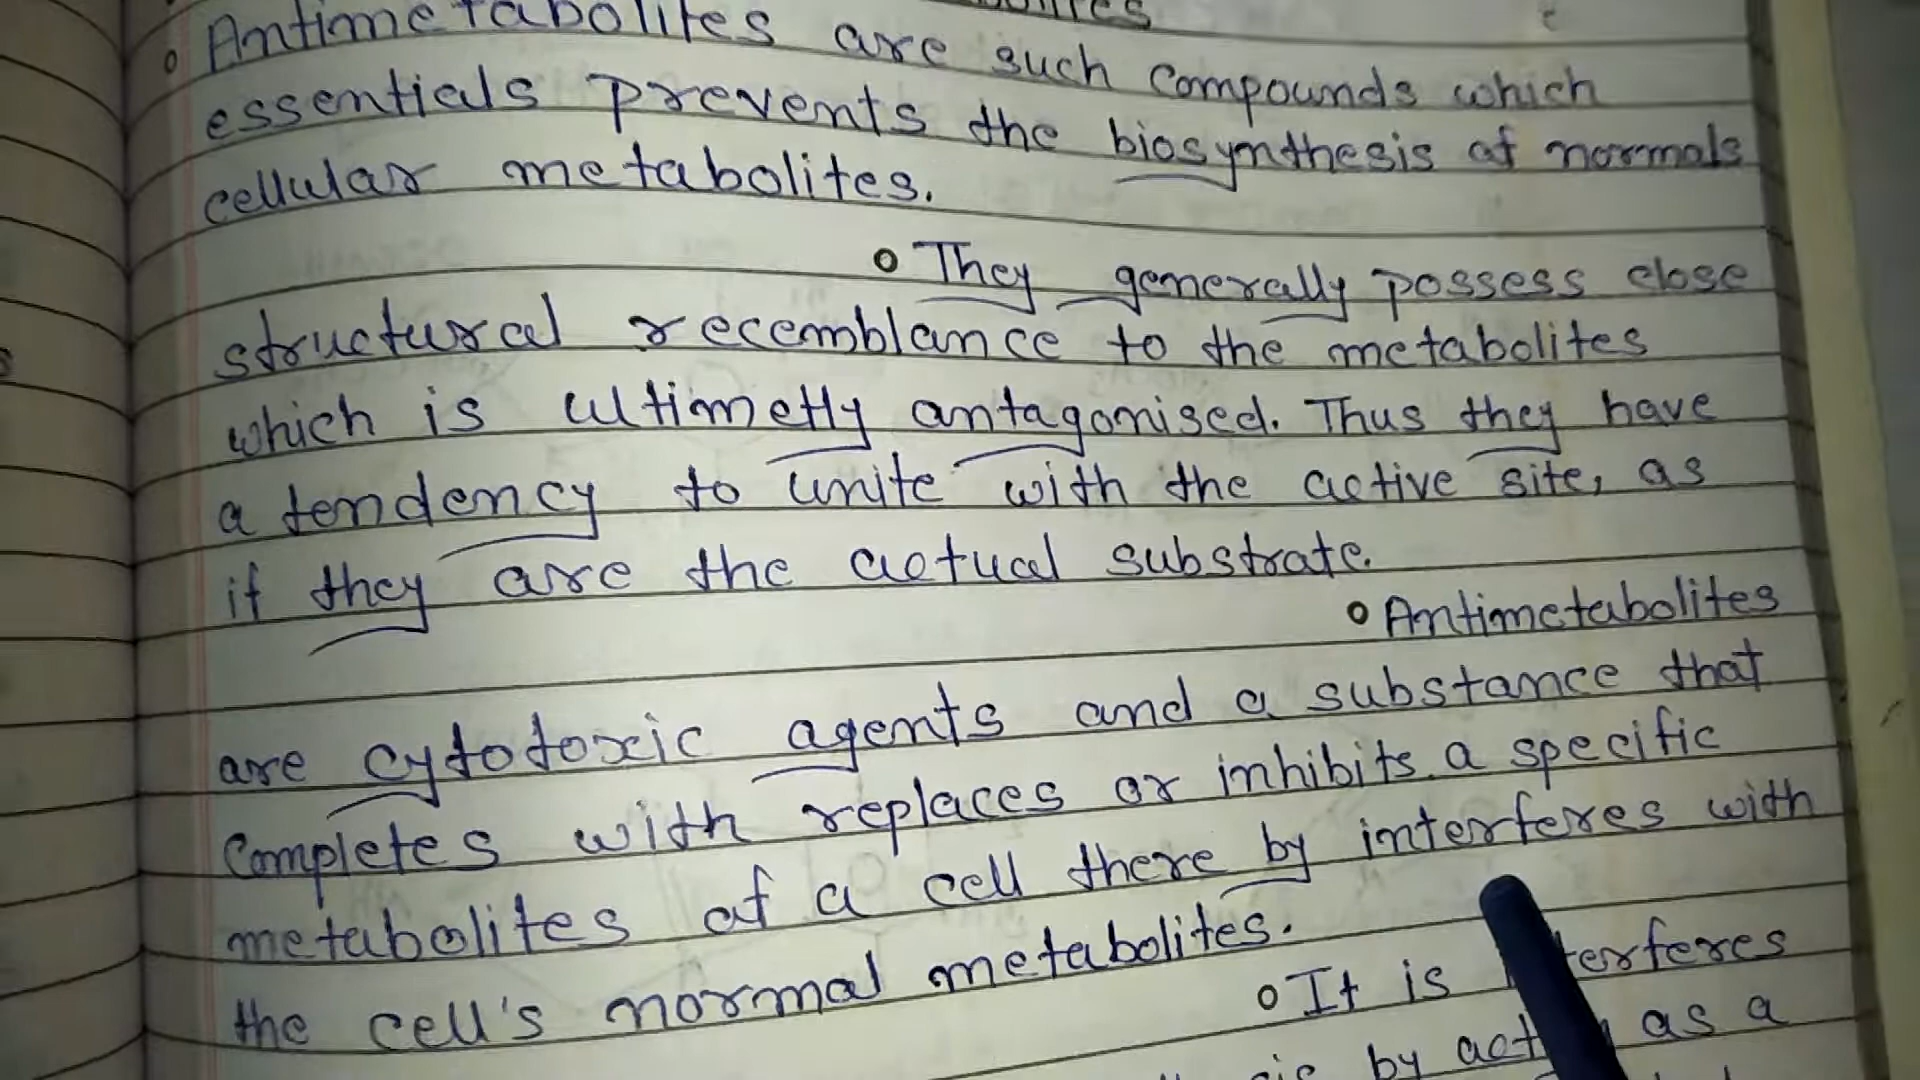 • Antimetabolites are such compounds which
essentials prevents the biosynthesis of normals
cellular metabolites.
• They generally possess close
structural recemblance to the metabolites
which is ultimetly antagonised. Thus they have
a tendency to unite with the active site, as
if they are the actual substrate.
• Antimetabolites
are cytotoxic agents and a substance that
Completes with replaces or inhibits a specific
metabolites of a cell there by interferes with
the cell's normal metabolites.
• It is
by as a